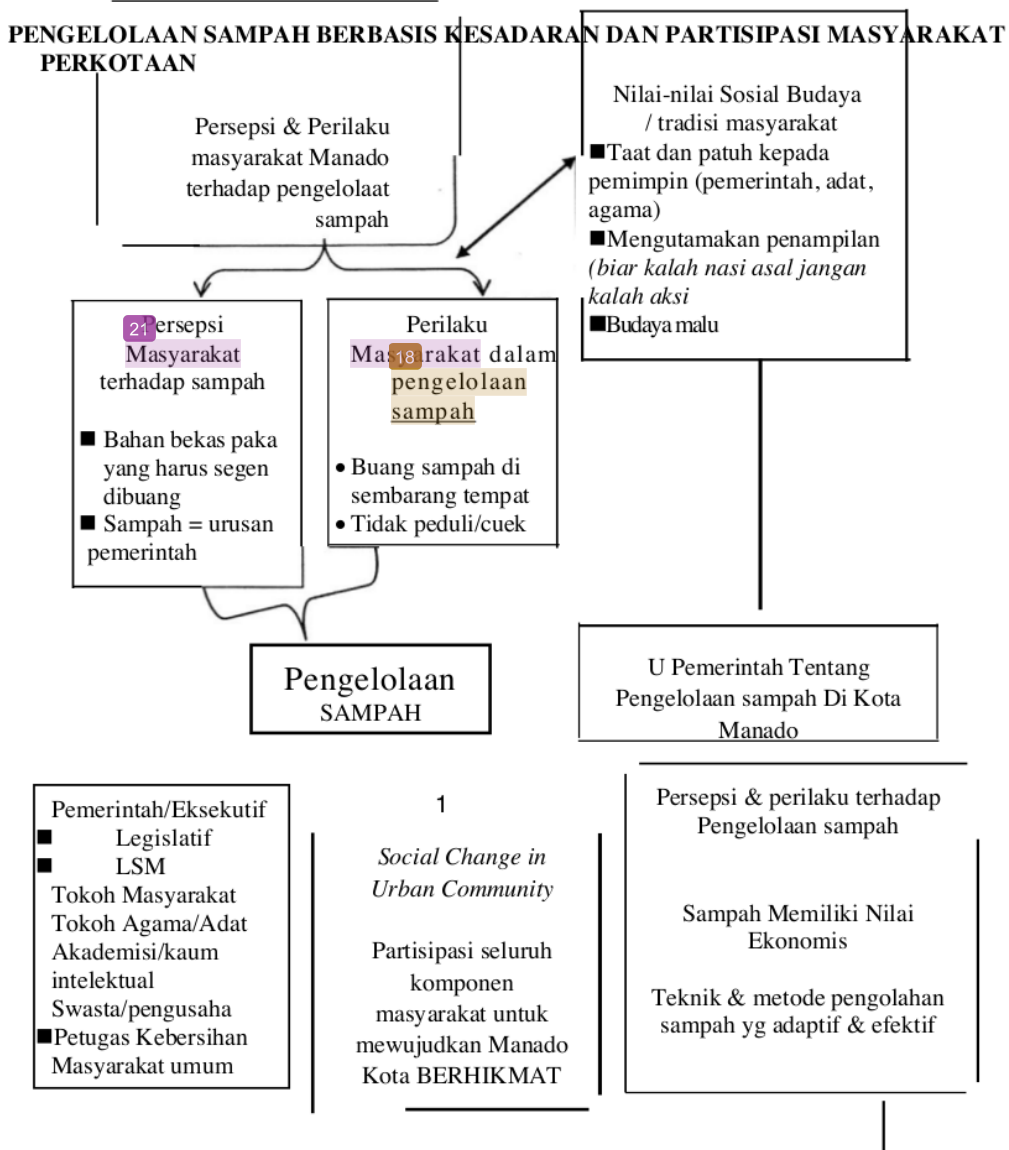 PENGELOLAAN SAMPAH BERBASIS KESADARAN DAN PARTISIPASI MASYARAKAT
PERKOTAAN
Persepsi & Perilaku
masyarakat Manado
terhadap pengelolaat
sampah
Nilai-nilai Sosial Budaya
/ tradisi masyarakat
■Taat dan patuh kepada
pemimpin (pemerintah, adat,
agama)
■Mengutamakan penampilan
(biar kalah nasi asal jangan
kalah aksi
■Budaya malu
21
Persepsi
Masyarakat
terhadap sampah
■ Bahan bekas paka
yang harus segen
dibuang
■ Sampah = urusan
pemerintah
Perilaku
Masyarakat dalam
18
pengelolaan
sampah
• Buang sampah di
sembarang tempat
• Tidak peduli/cuek
Pengelolaan
SAMPAH
U Pemerintah Tentang
Pengelolaan sampah Di Kota
Manado
Pemerintah/Eksekutif
■ Legislatif
■ LSM
Tokoh Masyarakat
Tokoh Agama/Adat
Akademisi/kaum
intelektual
Swasta/pengusaha
■Petugas Kebersihan
Masyarakat umum
1
Social Change in
Urban Community
Partisipasi seluruh
komponen
masyarakat untuk
mewujudkan Manado
Kota BERHIKMAT
Persepsi & perilaku terhadap
Pengelolaan sampah
Sampah Memiliki Nilai
Ekonomis
Teknik & metode pengolahan
sampah yg adaptif & efektif